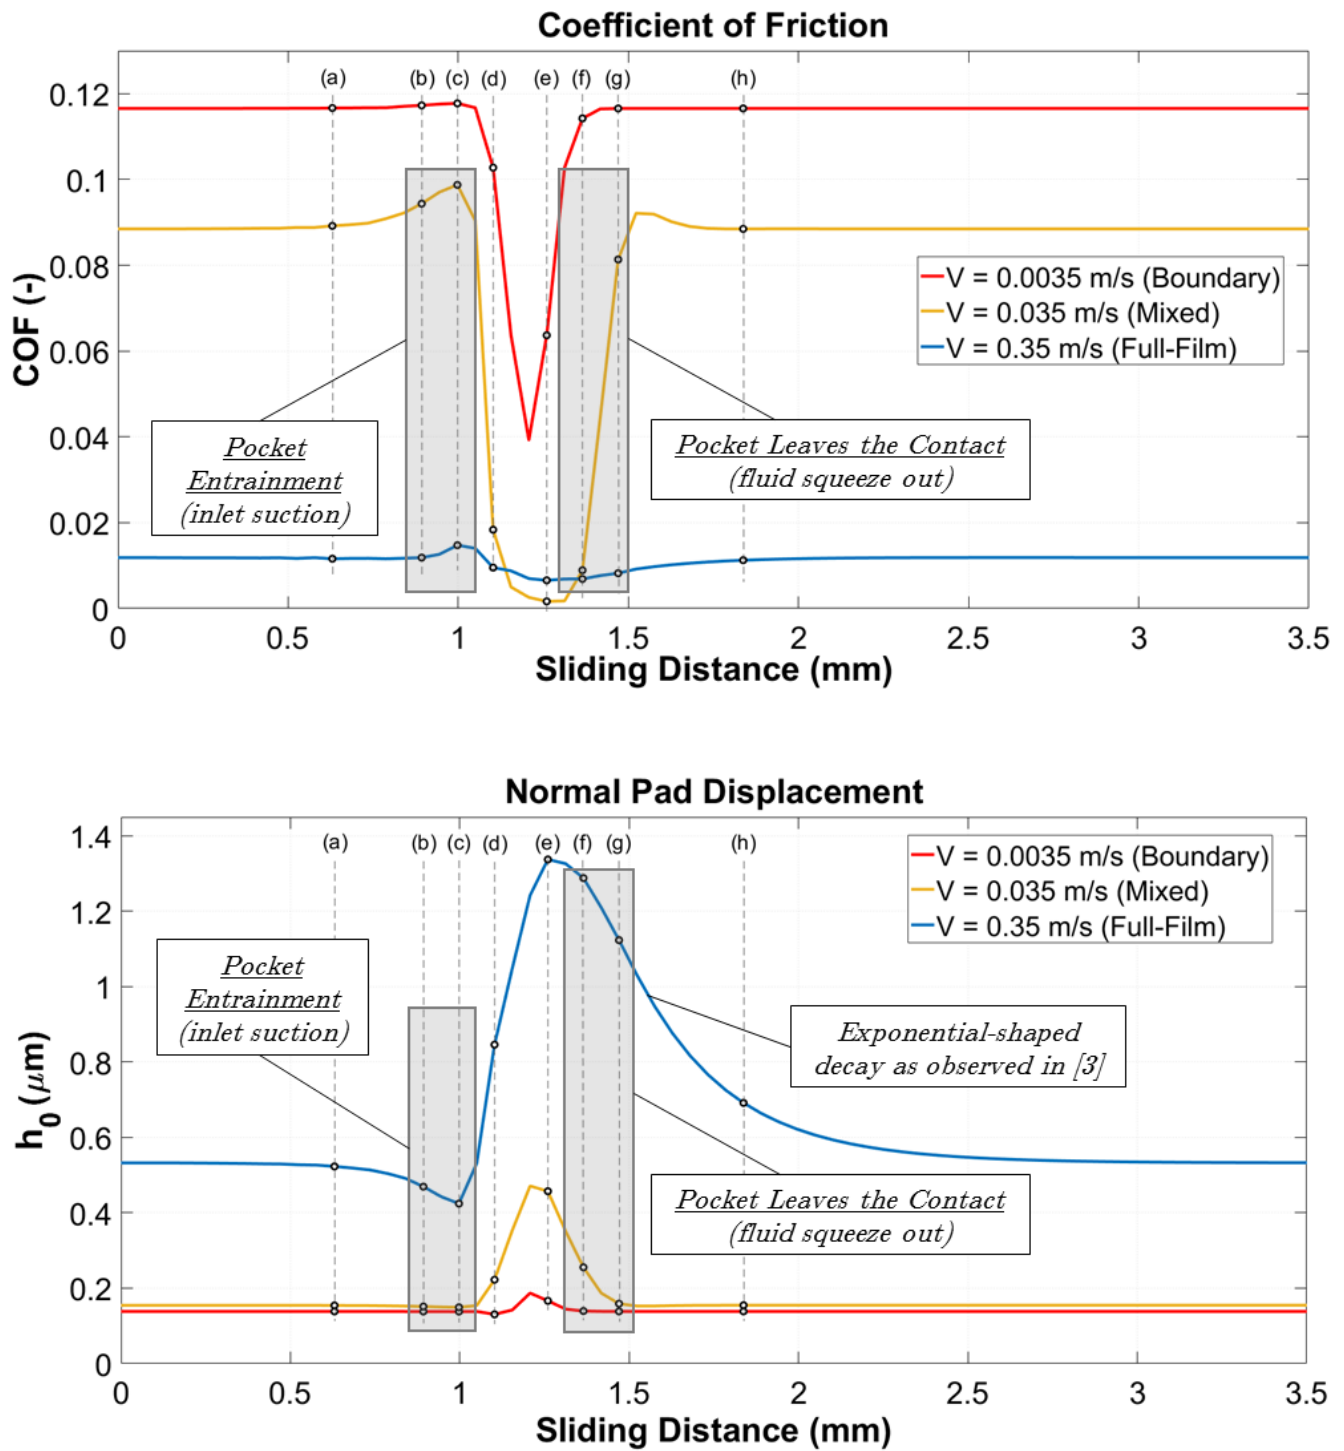 Coefficient of Friction
(a) (b) (c) (d) (e) (f) (g) (h)
0.12
0.1
0.08
0.06
0.04
0.02
0
COF (-)
V = 0.0035 m/s (Boundary)
V = 0.035 m/s (Mixed)
V = 0.35 m/s (Full-Film)
Pocket
Entrainment
(inlet suction)
Pocket Leaves the Contact
(fluid squeeze out)
0 0.5 1 1.5 2 2.5 3 3.5
Sliding Distance (mm)
Normal Pad Displacement
(a) (b) (c) (d) (e) (f) (g) (h)
1.4
1.2
1
0.8
0.6
0.4
0.2
0
h0 (μm)
V = 0.0035 m/s (Boundary)
V = 0.035 m/s (Mixed)
V = 0.35 m/s (Full-Film)
Pocket
Entrainment
(inlet suction)
Exponential-shaped
decay as observed in [3]
Pocket Leaves the Contact
(fluid squeeze out)
0 0.5 1 1.5 2 2.5 3 3.5
Sliding Distance (mm)